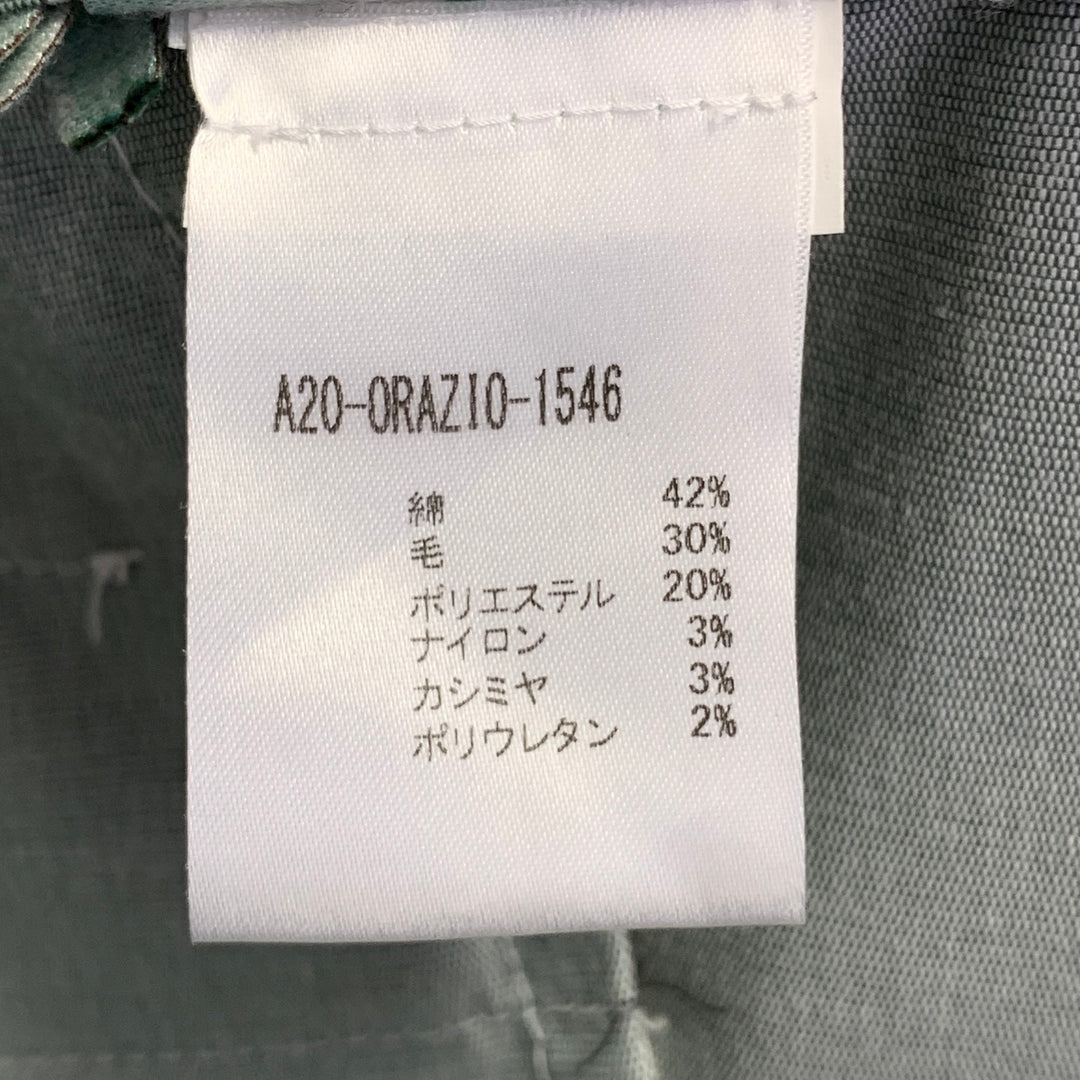 A20-ORAZIO-1546
綿 42%
毛 30%
ポリエステル 20%
ナイロン 3%
カシミヤ 3%
ポリウレタン 2%